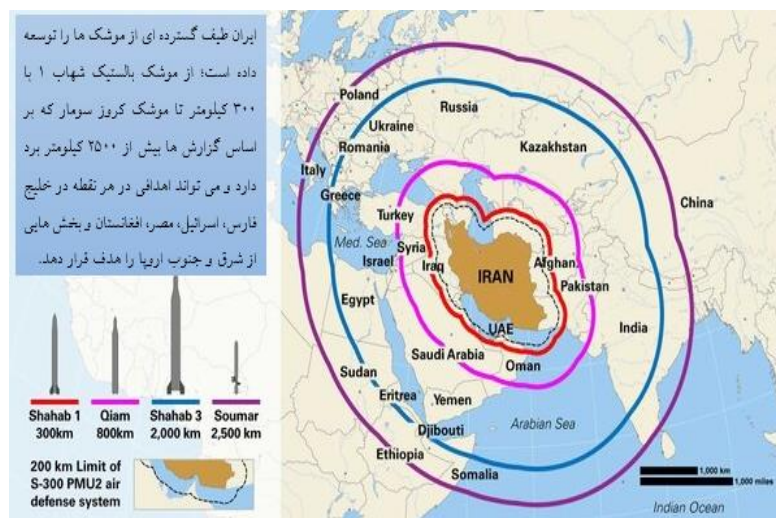 ایران طیف گسترده ای از موشک ها را توسعه
داده است؛ از موشک بالستیک شهاب ۱ با
۳۰۰ کیلومتر تا موشک کروز سومار که بر
اساس گزارش ها بیش از ۲۵۰۰ کیلومتر برد
دارد و می تواند اهدافی در هر نقطه در خلیج
فارس، اسرائیل، مصر، افغانستان و بخش هایی
از شرق و جنوب اروپا را هدف قرار دهد.
Poland
Russia
Ukraine
Kazakhstan
Romania
Italy
China
Greece
Turkey
Med. Sea
Syria
Israel
Iraq
IRAN
Afghan.
Pakistan
Egypt
UAE
India
Saudi Arabia
Oman
Sudan
Eritrea
Yemen
Arabian Sea
Djibouti
Ethiopia
Somalia
Indian Ocean
Shahab 1
300km
Qiam
800km
Shahab 3
2,000 km
Soumar
2,500 km
200 km Limit of
S-300 PMU2 air
defense system
1,000 km
1,000 miles